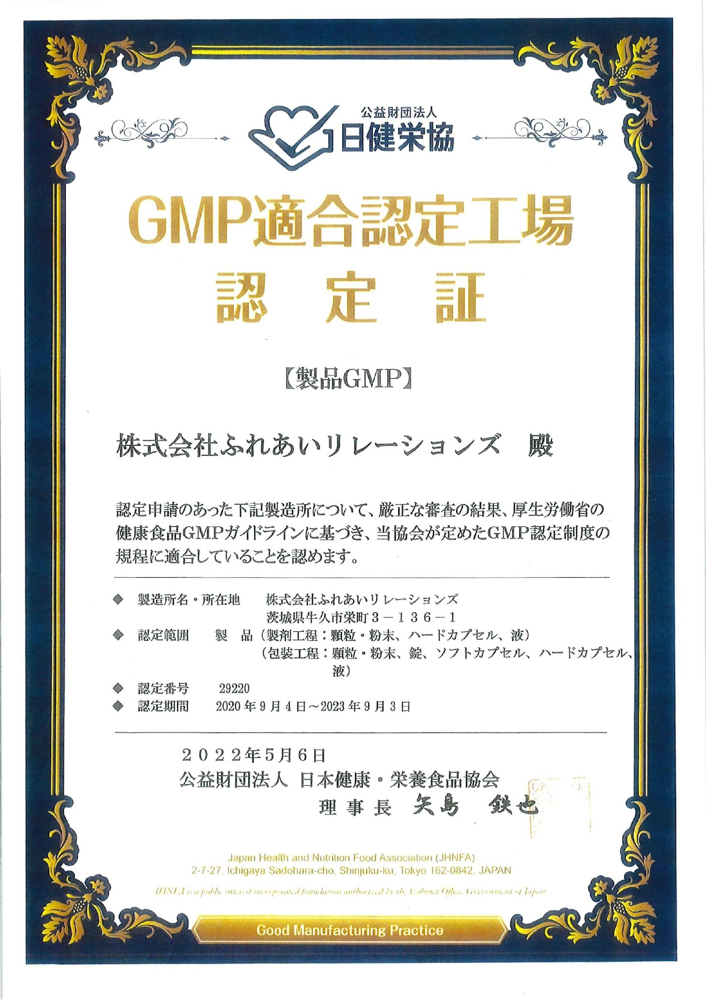 公益財団法人
日健栄協
GMP適合認定工場
認 定 証
【製品GMP】
株式会社ふれあいリレーションズ 殿
認定申請のあった下記製造所について、厳正な審査の結果、厚生労働省の
健康食品GMPガイドラインに基づき、当協会が定めたGMP認定制度の
規程に適合していることを認めます。
◆ 製造所名・所在地 株式会社ふれあいリレーションズ
茨城県牛久市栄町3－136－1
◆ 認定範囲 製 品（製剤工程：顆粒・粉末、ハードカプセル、液）
（包装工程：顆粒・粉末、錠、ソフトカプセル、ハードカプセル、
液）
◆ 認定番号 29220
◆ 認定期間 2020年9月4日～2023年9月3日
2022年5月6日
公益財団法人 日本健康・栄養食品協会
理 事 長 矢島 鉄也
Japan Health and Nutrition Food Association (JHNFA)
2-7-27, Ichigaya Sadohara-cho, Shinjuku-ku, Tokyo 162-0842, JAPAN
JHNFA is a public interest incorporated foundation authorized by the Cabinet Office, Government of Japan
Good Manufacturing Practice